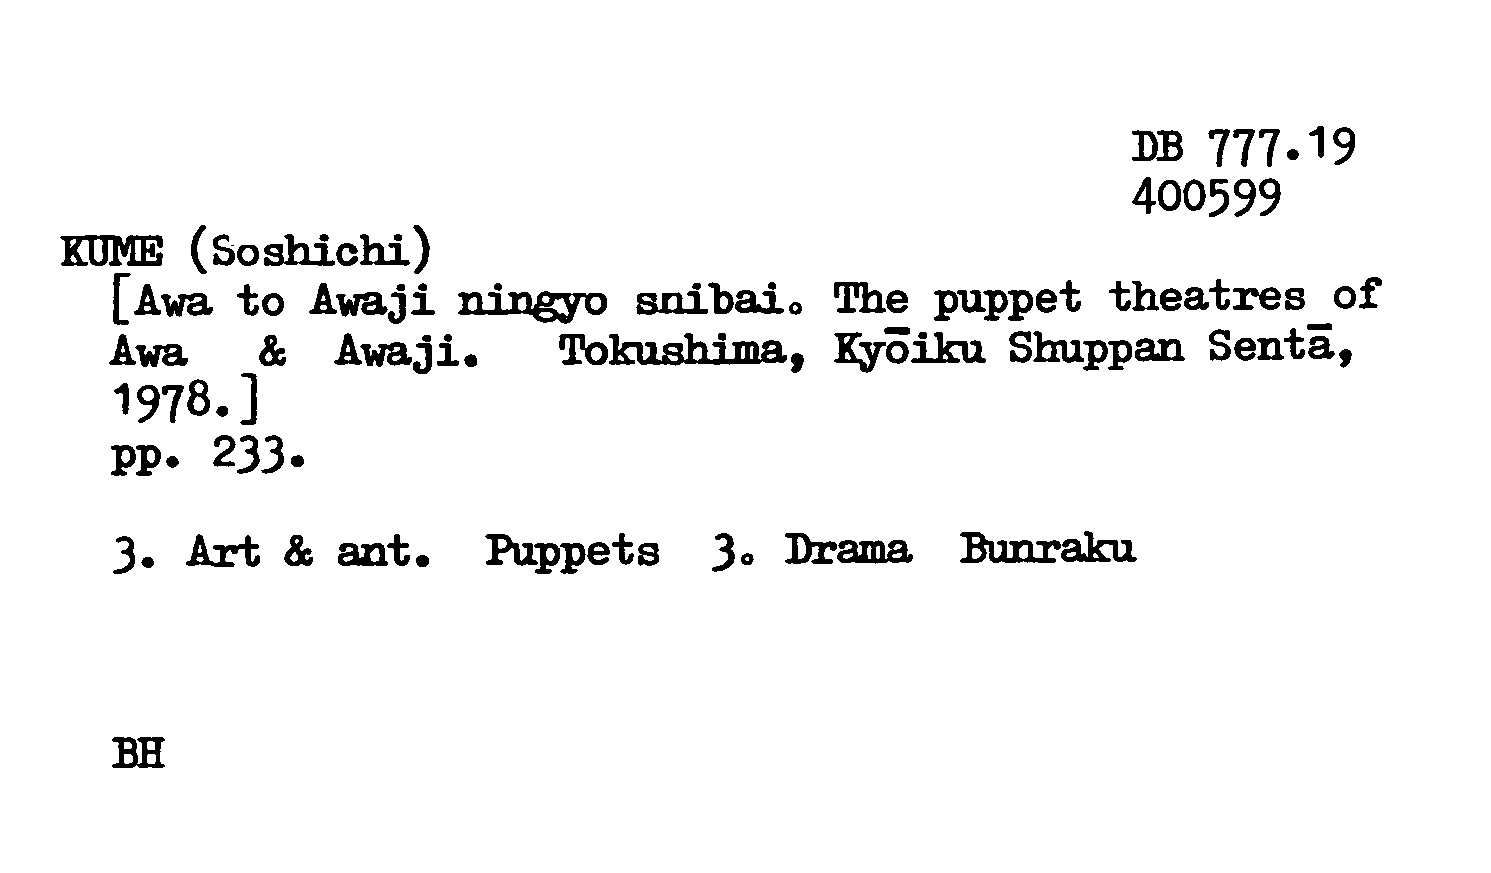 DB 777.19
400599
KUME (Soshichi)
[Awa to Awaji ningyo snibai. The puppet theatres of
Awa & Awaji. Tokushima, Kyōiku Shuppan Sentā,
1978.]
pp. 233.
3. Art & ant. Puppets 3. Drama Bunraku
BH